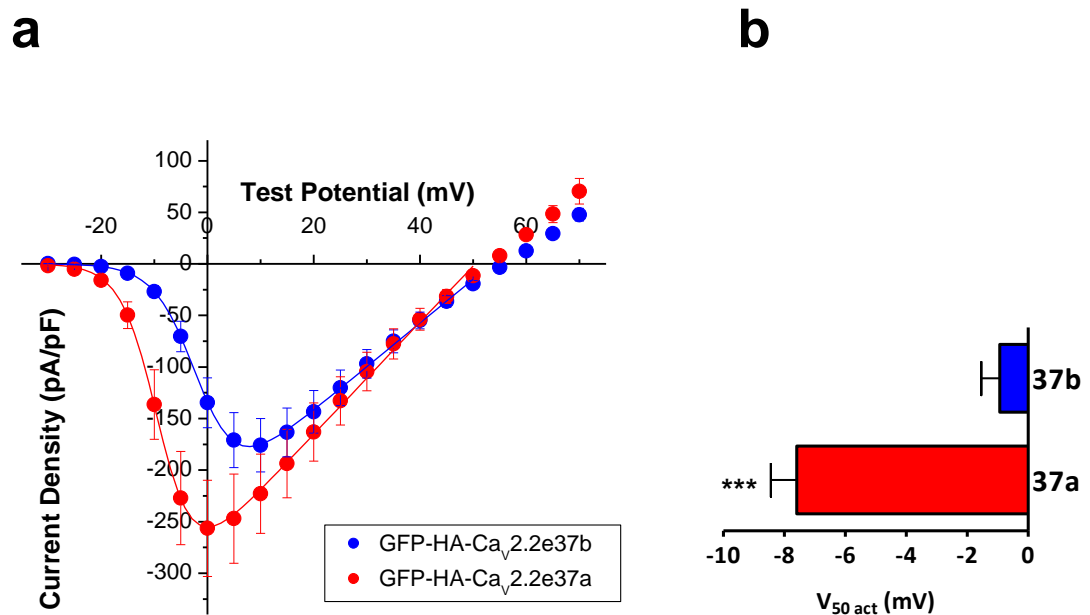 a
b
100
Test Potential (mV)
50
-20 0 20 40 60
0
-50
-100
-150
-200
-250
-300
Current Density (pA/pF)
GFP-HA-CaV2.2e37b
GFP-HA-CaV2.2e37a
37b
37a
***
-10 -8 -6 -4 -2 0
V50 act (mV)